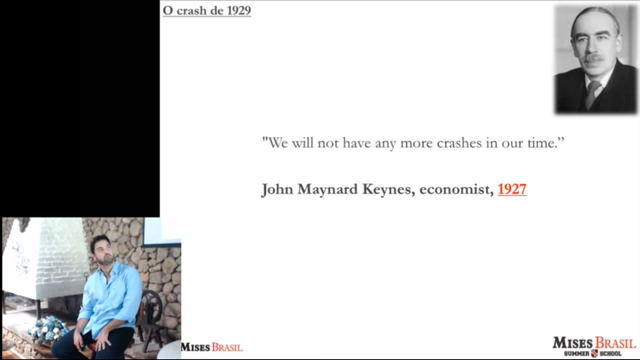 O crash de 1929
"We will not have any more crashes in our time.”
John Maynard Keynes, economist, 1927
MISES BRASIL
MISES BRASIL
SUMMER SCHOOL